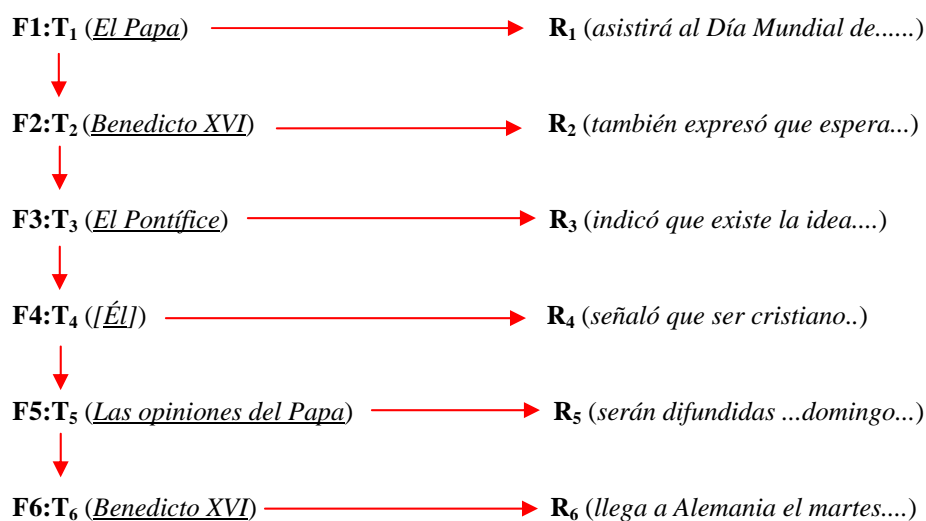 F1:T1 (El Papa) R1 (asistirá al Día Mundial de......)
F2:T2 (Benedicto XVI) R2 (también expresó que espera...)
F3:T3 (El Pontífice) R3 (indicó que existe la idea....)
F4:T4 ([Él]) R4 (señaló que ser cristiano..)
F5:T5 (Las opiniones del Papa) R5 (serán difundidas ...domingo...)
F6:T6 (Benedicto XVI) R6 (llega a Alemania el martes....)